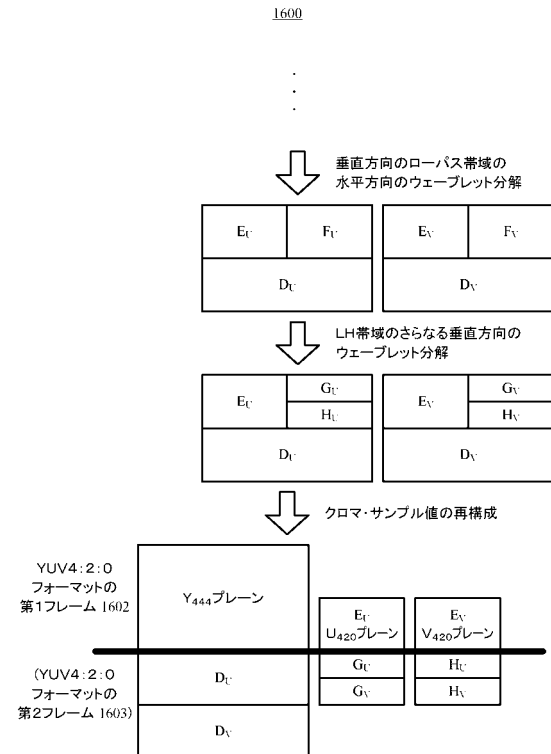 1600
垂直方向のローパス帯域の
水平方向のウェーブレット分解
EU FU EV FV
DU DV
LH帯域のさらなる垂直方向の
ウェーブレット分解
EU GU EV GV
HU HV
DU DV
クロマ・サンプル値の再構成
YUV4:2:0
フォーマットの
第1フレーム 1602
Y444プレーン
EU
U420プレーン
EV
V420プレーン
(YUV4:2:0
フォーマットの
第2フレーム 1603)
DU
GU HU
GV HV
DV